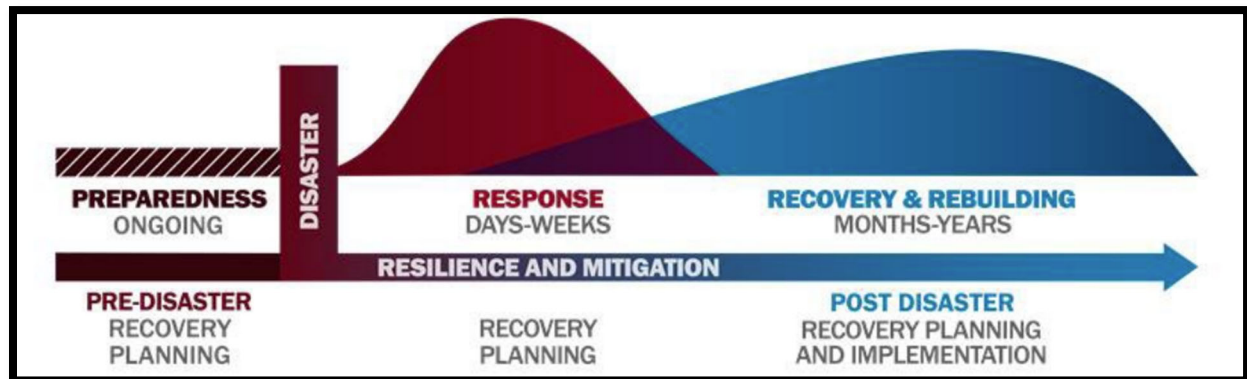 DISASTER
PREPAREDNESS
ONGOING
RESPONSE
DAYS-WEEKS
RECOVERY & REBUILDING
MONTHS-YEARS
RESILIENCE AND MITIGATION
PRE-DISASTER
RECOVERY
PLANNING
RECOVERY
PLANNING
POST DISASTER
RECOVERY PLANNING
AND IMPLEMENTATION